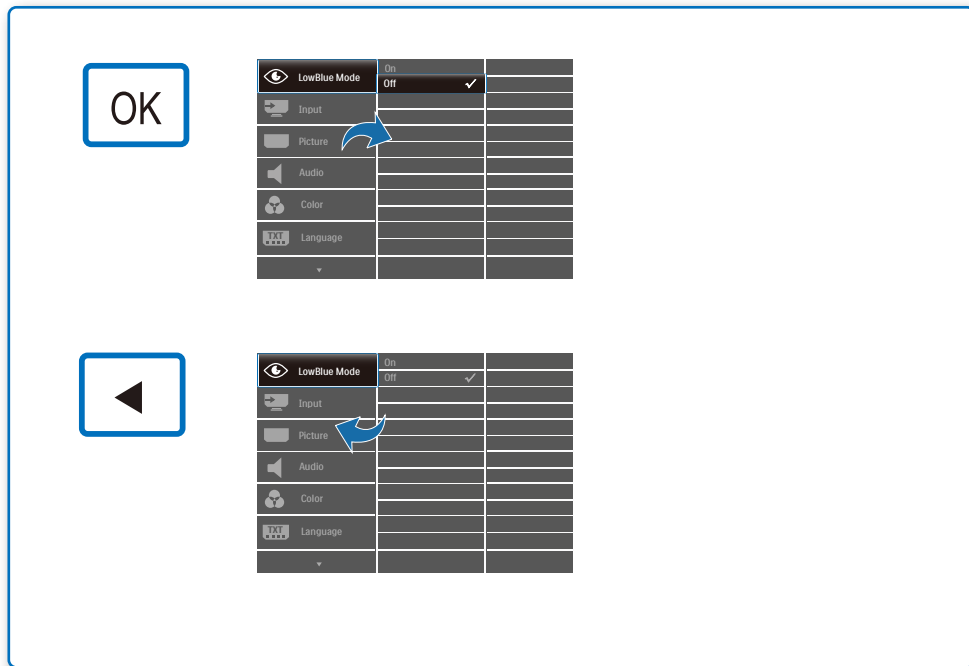 OK
On
LowBlue Mode
Off
Input
Picture
Audio
Color
TXT
Language
On
LowBlue Mode
Off
Input
Picture
Audio
Color
TXT
Language